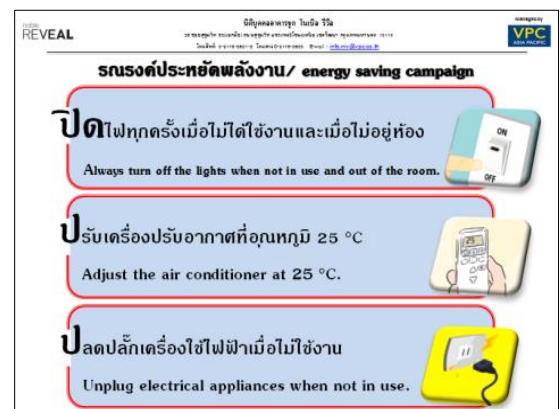 noble
REVEAL
นิติบุคคลอาคารชุด โนเบิล รีวีล
managed by
VPC
ASIA PACIFIC
รณรงค์ประหยัดพลังงาน/ energy saving campaign
ปิดไฟทุกครั้งเมื่อไม่ได้ใช้งานและเมื่อไม่อยู่ห้อง
Always turn off the lights when not in use and out of the room.
ON
OFF
ปรับเครื่องปรับอากาศที่อุณหภูมิ 25 °C
Adjust the air conditioner at 25 °C.
ปลดปลั๊กเครื่องใช้ไฟฟ้าเมื่อไม่ใช้งาน
Unplug electrical appliances when not in use.